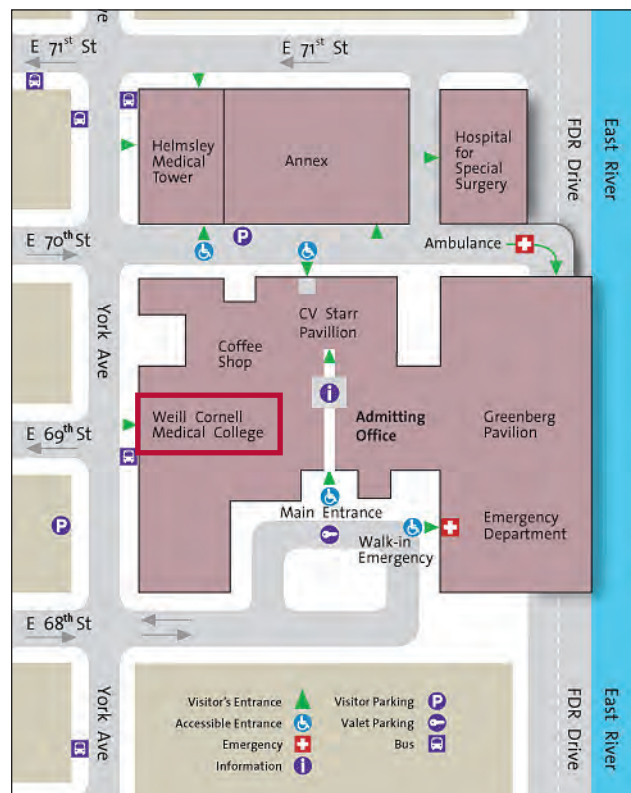 Ave
E 71st St
E 71st St
Helmsley
Medical
Tower
Annex
Hospital
for
Special
Surgery
FDR Drive
East River
P
E 70th St
Ambulance
York Ave
CV Starr
Pavillion
Coffee
Shop
i
Weill Cornell
Medical College
Admitting
Office
Greenberg
Pavilion
E 69th St
P
Main Entrance
Walk-in
Emergency
Emergency
Department
E 68th St
York Ave
Visitor's Entrance
Visitor Parking
P
Accessible Entrance
Valet Parking
Emergency
Bus
Information
i
FDR Drive
East River